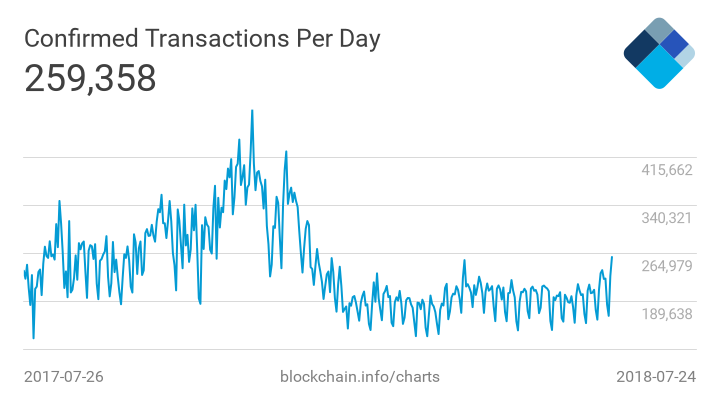 Confirmed Transactions Per Day
259,358
415,662
340,321
264,979
189,638
2017-07-26 blockchain.info/charts 2018-07-24